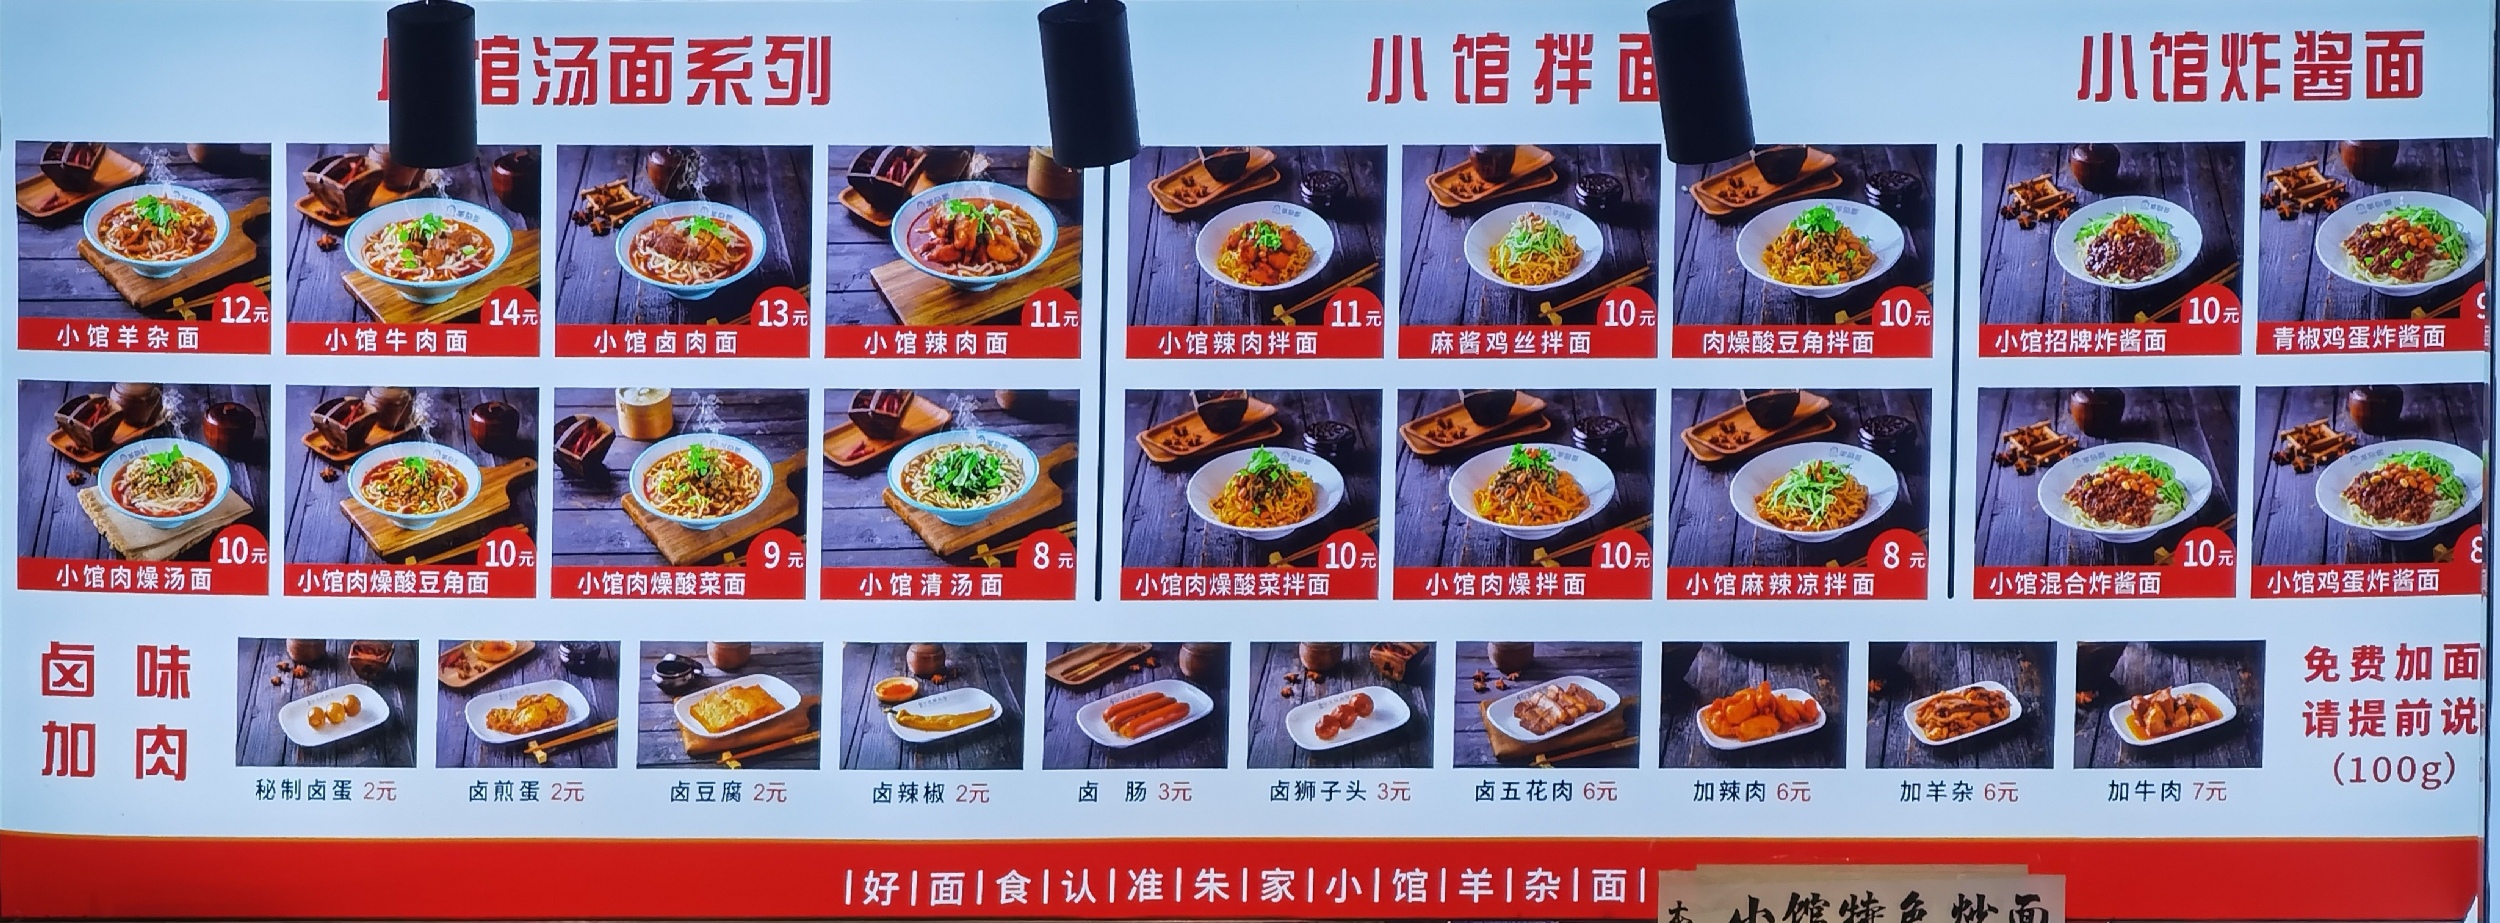 馆汤面系列
小馆拌面
小馆炸酱面
12元
小馆羊杂面
14元
小馆牛肉面
13元
小馆卤肉面
11元
小馆辣肉面
11元
小馆辣肉拌面
10元
麻酱鸡丝拌面
10元
肉燥酸豆角拌面
10元
小馆招牌炸酱面
9
青椒鸡蛋炸酱面
10元
小馆肉燥汤面
10元
小馆肉燥酸豆角面
9元
小馆肉燥酸菜面
8元
小馆清汤面
10元
小馆肉燥酸菜拌面
10元
小馆肉燥拌面
8元
小馆麻辣凉拌面
10元
小馆混合炸酱面
8
小馆鸡蛋炸酱面
卤味
加肉
秘制卤蛋 2元
卤煎蛋 2元
卤豆腐 2元
卤辣椒 2元
卤 肠 3元
卤狮子头 3元
卤五花肉 6元
加辣肉 6元
加羊杂 6元
加牛肉 7元
免费加面
请提前说
（100g）
|好|面|食|认|准|朱|家|小|馆|羊|杂|面|
小馆特色炒面